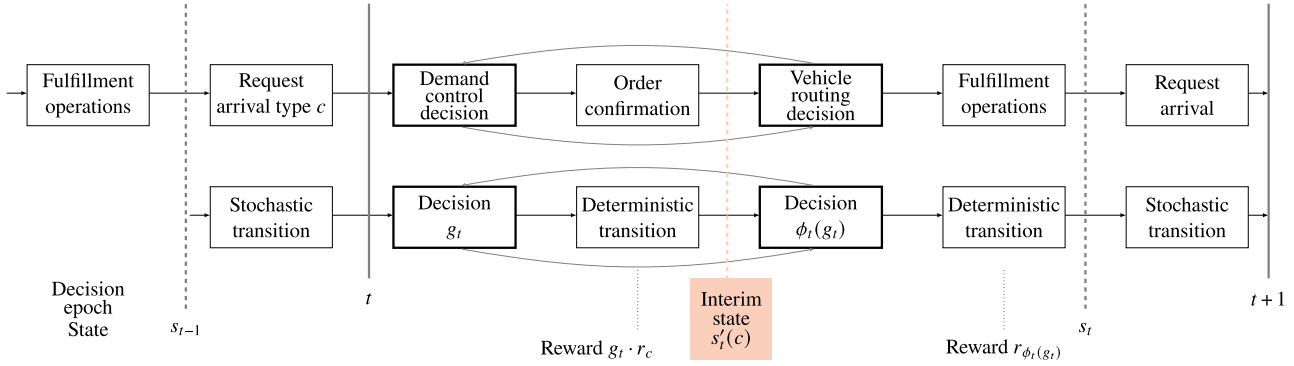 Fulfillment
operations
Request
arrival type c
Demand
control
decision
Order
confirmation
Vehicle
routing
decision
Fulfillment
operations
Request
arrival
Stochastic
transition
Decision
g_t
Deterministic
transition
Decision
ϕ_t(g_t)
Deterministic
transition
Stochastic
transition
Decision
epoch
State
s_{t−1}
t
Reward g_t · r_c
Interim
state
s′_t(c)
Reward r_{ϕ_t(g_t)}
s_t
t + 1